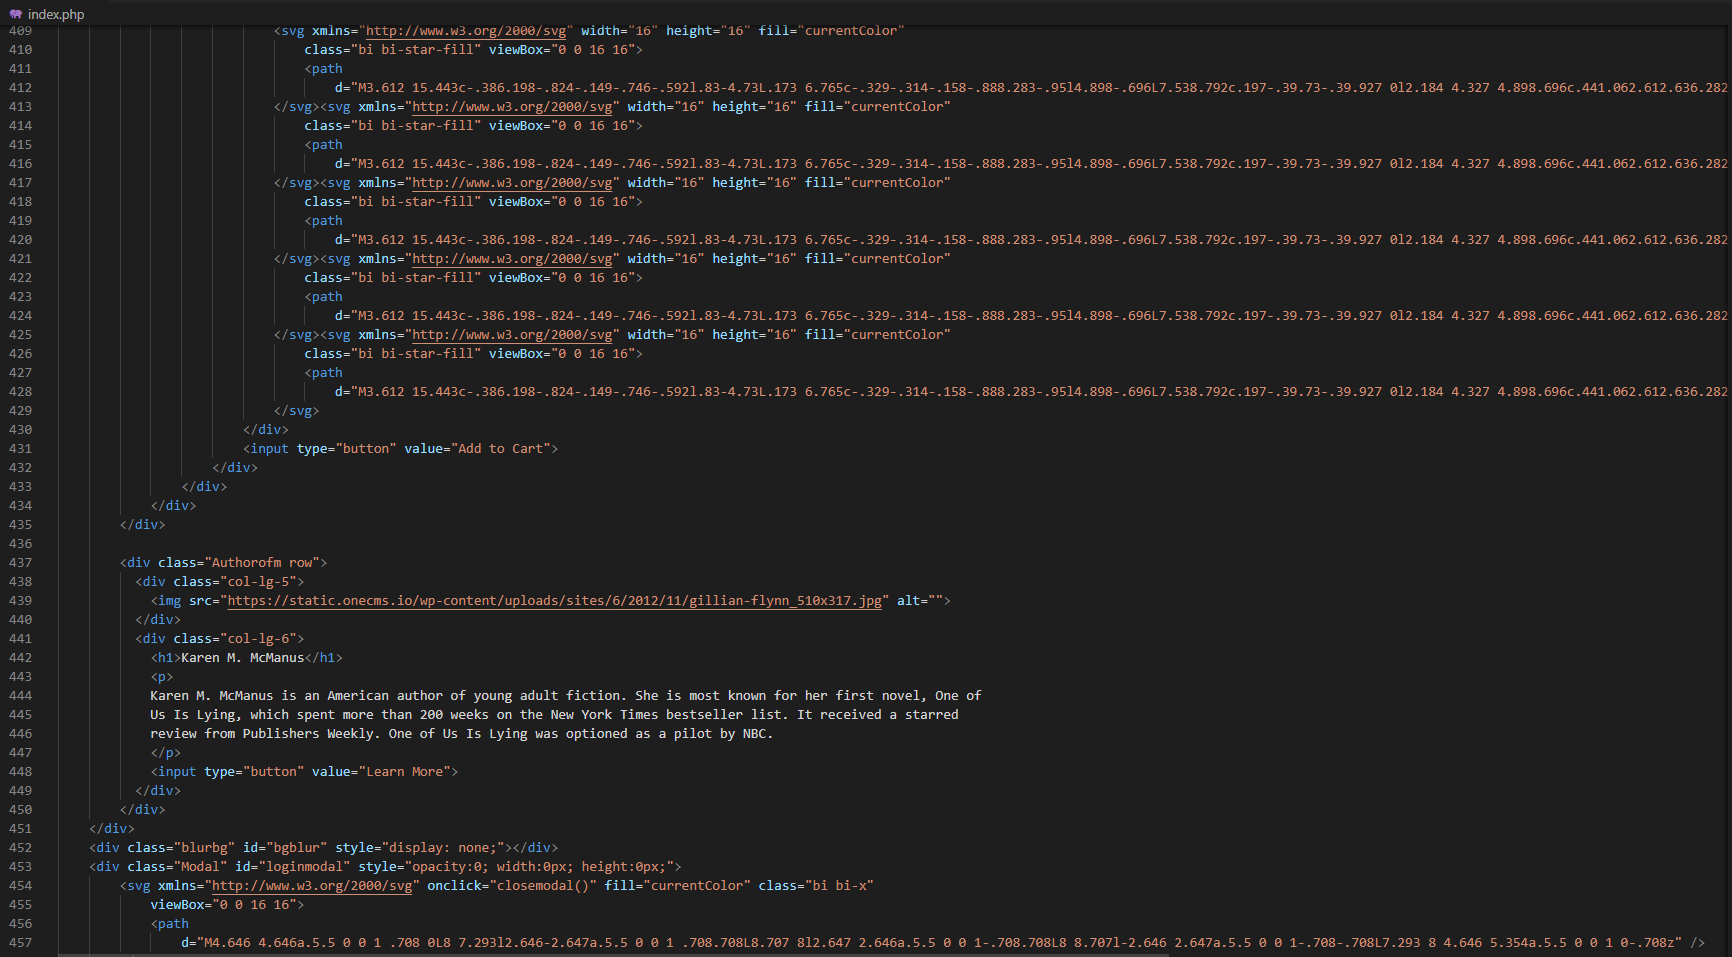 index.php
409 <svg xmlns="http://www.w3.org/2000/svg" width="16" height="16" fill="currentColor"
410 class="bi bi-star-fill" viewBox="0 0 16 16">
411 <path
412 d="M3.612 15.443c-.386.198-.824-.149-.746-.592l.83-4.73L.173 6.765c-.329-.314-.158-.888.283-.95l4.898-.696L7.538.792c.197-.39.73-.39.927 0l2.184 4.327 4.898.696c.441.062.612.636.282
413 </svg><svg xmlns="http://www.w3.org/2000/svg" width="16" height="16" fill="currentColor"
414 class="bi bi-star-fill" viewBox="0 0 16 16">
415 <path
416 d="M3.612 15.443c-.386.198-.824-.149-.746-.592l.83-4.73L.173 6.765c-.329-.314-.158-.888.283-.95l4.898-.696L7.538.792c.197-.39.73-.39.927 0l2.184 4.327 4.898.696c.441.062.612.636.282
417 </svg><svg xmlns="http://www.w3.org/2000/svg" width="16" height="16" fill="currentColor"
418 class="bi bi-star-fill" viewBox="0 0 16 16">
419 <path
420 d="M3.612 15.443c-.386.198-.824-.149-.746-.592l.83-4.73L.173 6.765c-.329-.314-.158-.888.283-.95l4.898-.696L7.538.792c.197-.39.73-.39.927 0l2.184 4.327 4.898.696c.441.062.612.636.282
421 </svg><svg xmlns="http://www.w3.org/2000/svg" width="16" height="16" fill="currentColor"
422 class="bi bi-star-fill" viewBox="0 0 16 16">
423 <path
424 d="M3.612 15.443c-.386.198-.824-.149-.746-.592l.83-4.73L.173 6.765c-.329-.314-.158-.888.283-.95l4.898-.696L7.538.792c.197-.39.73-.39.927 0l2.184 4.327 4.898.696c.441.062.612.636.282
425 </svg><svg xmlns="http://www.w3.org/2000/svg" width="16" height="16" fill="currentColor"
426 class="bi bi-star-fill" viewBox="0 0 16 16">
427 <path
428 d="M3.612 15.443c-.386.198-.824-.149-.746-.592l.83-4.73L.173 6.765c-.329-.314-.158-.888.283-.95l4.898-.696L7.538.792c.197-.39.73-.39.927 0l2.184 4.327 4.898.696c.441.062.612.636.282
429 </svg>
430 </div>
431 <input type="button" value="Add to Cart">
432 </div>
433 </div>
434 </div>
435 </div>
436
437 <div class="Authorofm row">
438 <div class="col-lg-5">
439 <img src="https://static.onecms.io/wp-content/uploads/sites/6/2012/11/gillian-flynn_510x317.jpg" alt="">
440 </div>
441 <div class="col-lg-6">
442 <h1>Karen M. McManus</h1>
443 <p>
444 Karen M. McManus is an American author of young adult fiction. She is most known for her first novel, One of
445 Us Is Lying, which spent more than 200 weeks on the New York Times bestseller list. It received a starred
446 review from Publishers Weekly. One of Us Is Lying was optioned as a pilot by NBC.
447 </p>
448 <input type="button" value="Learn More">
449 </div>
450 </div>
451 </div>
452 <div class="blurbg" id="bgblur" style="display: none;"></div>
453 <div class="Modal" id="loginmodal" style="opacity:0; width:0px; height:0px;">
454 <svg xmlns="http://www.w3.org/2000/svg" onclick="closemodal()" fill="currentColor" class="bi bi-x"
455 viewBox="0 0 16 16">
456 <path
457 d="M4.646 4.646a.5.5 0 0 1 .708 0L8 7.293l2.646-2.647a.5.5 0 0 1 .708.708L8.707 8l2.647 2.646a.5.5 0 0 1-.708.708L8 8.707l-2.646 2.647a.5.5 0 0 1-.708-.708L7.293 8 4.646 5.354a.5.5 0 0 1 0-.708z" />